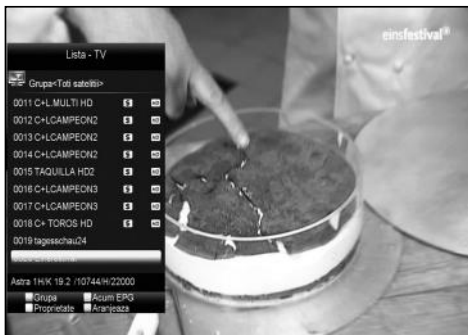 einsfestival
Lista - TV
Grupa<Toti satelitii>
0011 C+L.MULTI HD
0012 C+LCAMPEON2
0013 C+LCAMPEON2
0014 C+LCAMPEON2
0015 TAQUILLA HD2
0016 C+LCAMPEON3
0017 C+LCAMPEON3
0018 C+ TOROS HD
0019 tagesschau24
Astra 1H/K 19.2 /10744/H/22000
Grupa Acum EPG
Proprietate Aranjeaza